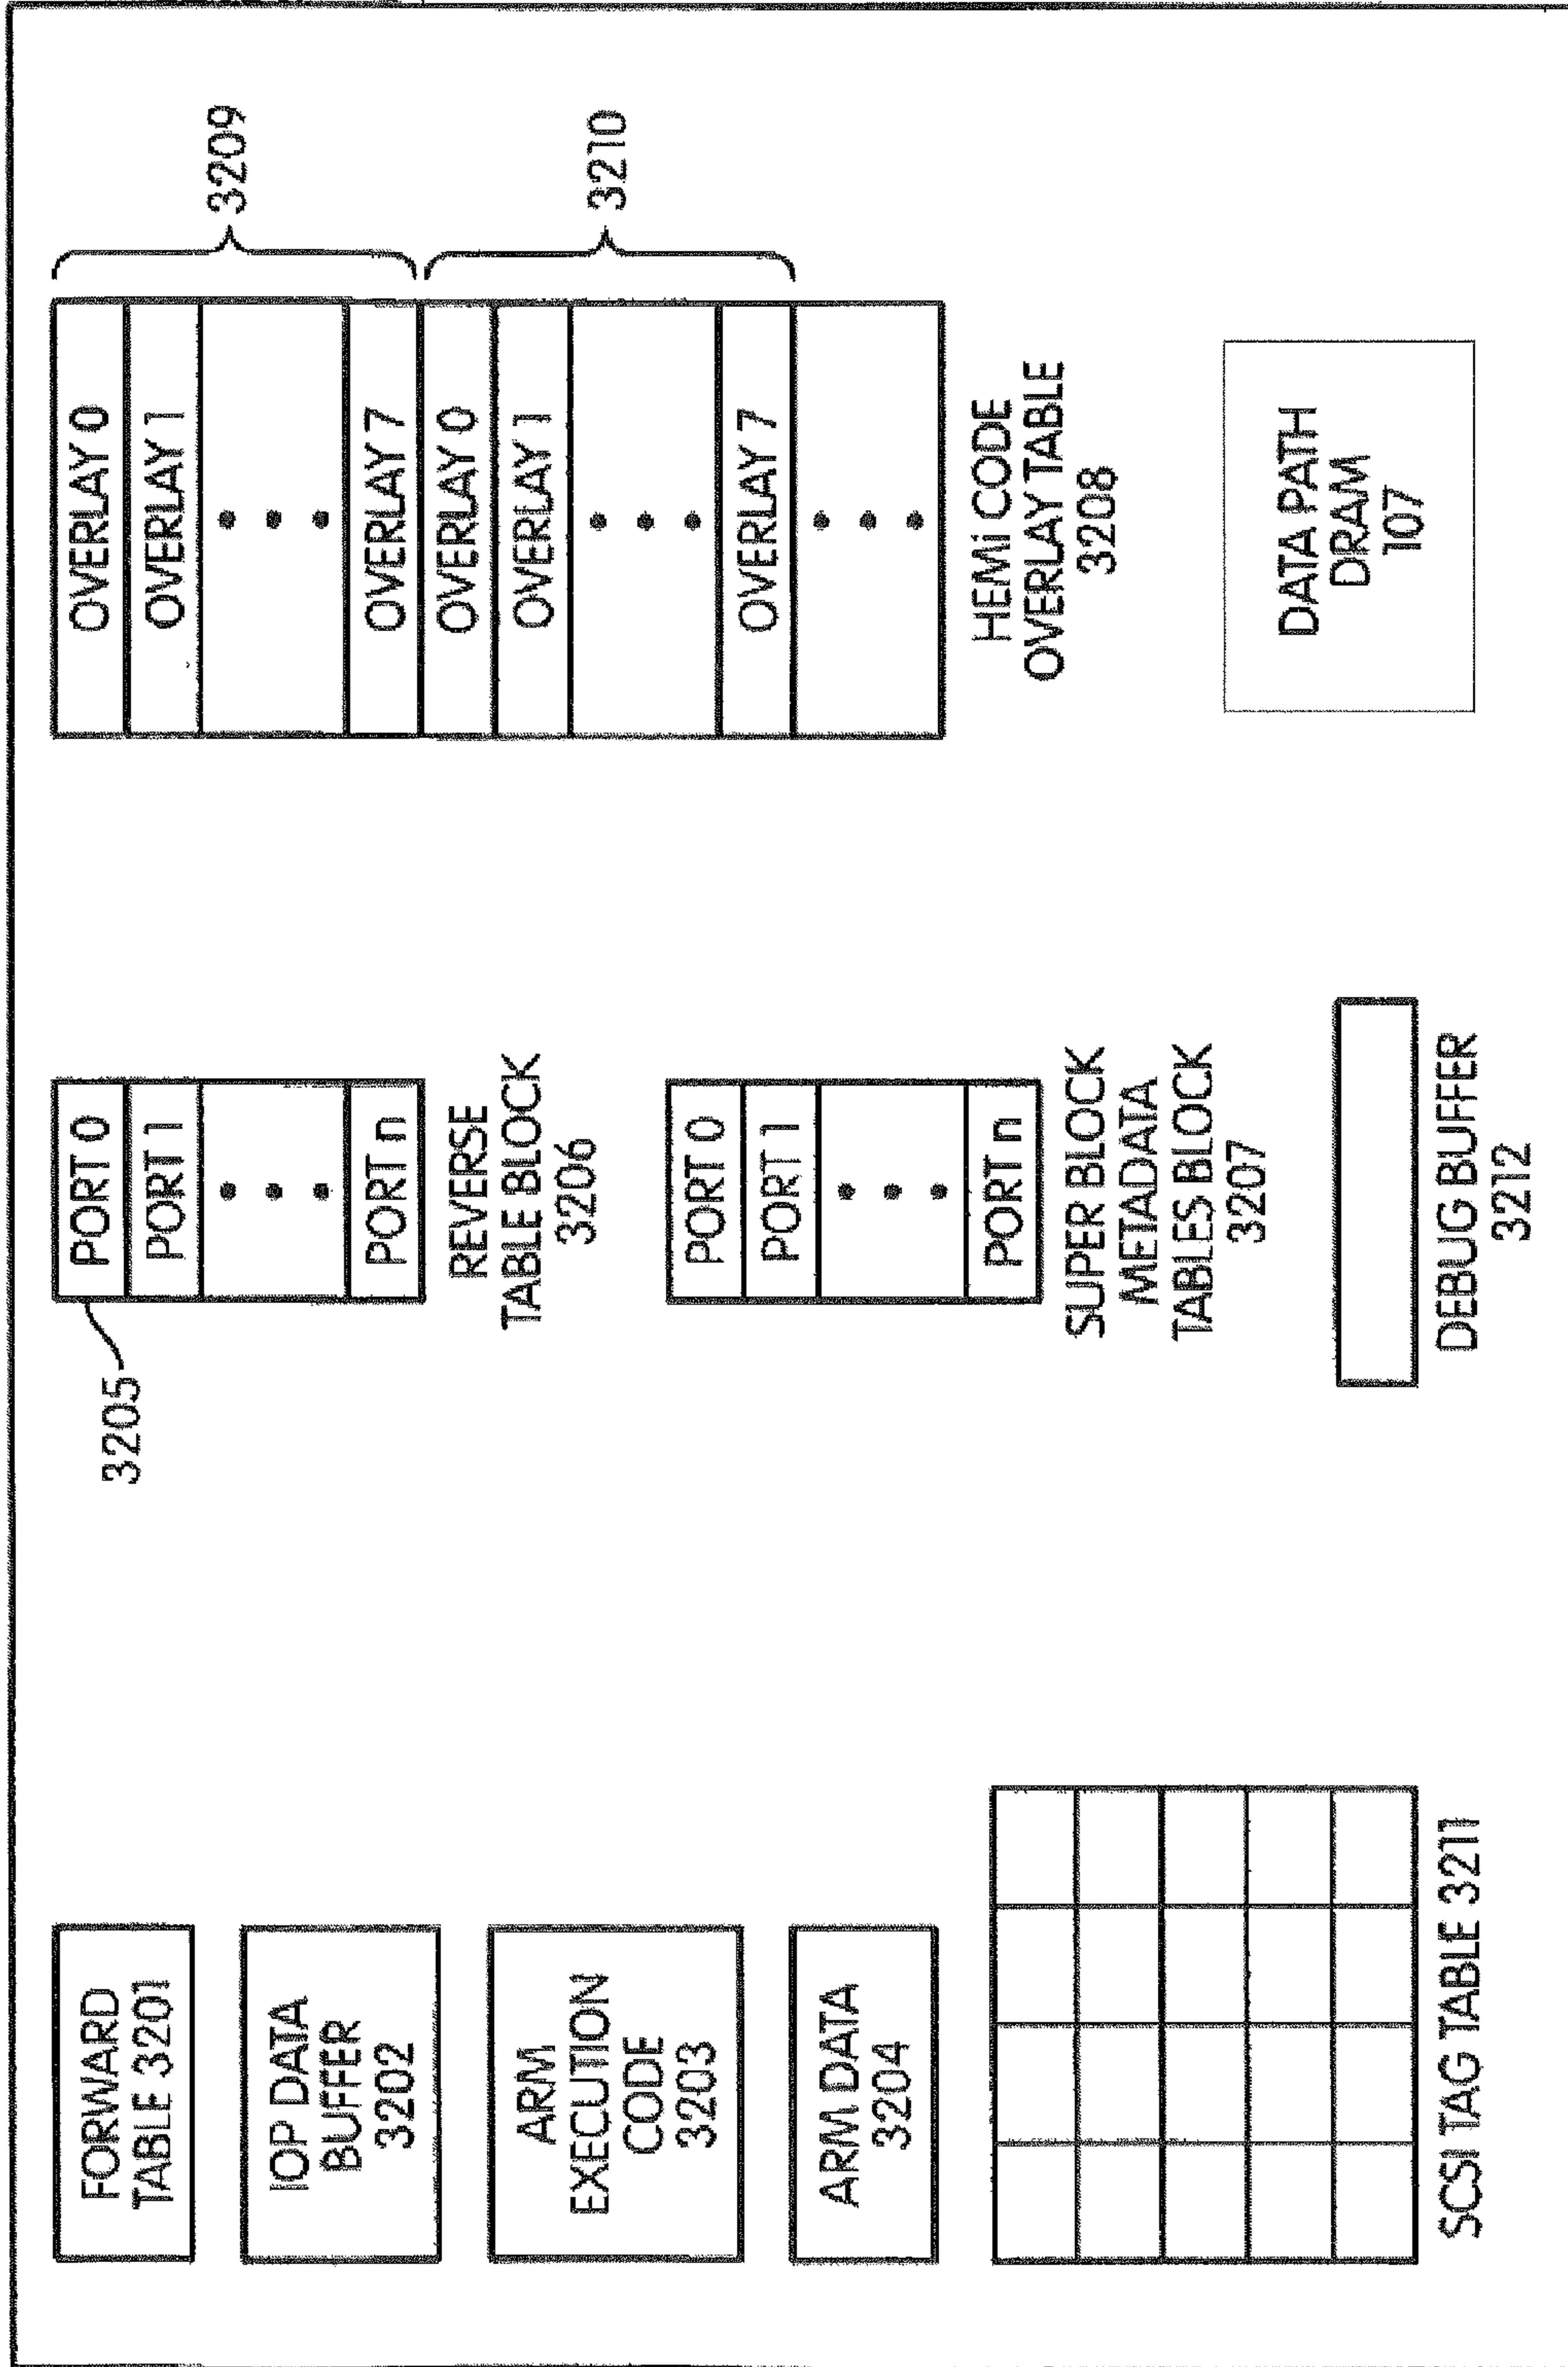 FORWARD
TABLE 3201
IOP DATA
BUFFER
3202
ARM
EXECUTION
CODE
3203
ARM DATA
3204
SCSI TAG TABLE 3211
3205
PORT 0
PORT 1
PORT n
REVERSE
TABLE BLOCK
3206
PORT 0
PORT 1
PORT n
SUPER BLOCK
METADATA
TABLES BLOCK
3207
DEBUG BUFFER
3212
OVERLAY 0
OVERLAY 1
OVERLAY 7
OVERLAY 0
OVERLAY 1
OVERLAY 7
3209
3210
HEMi CODE
OVERLAY TABLE
3208
DATA PATH
DRAM
107